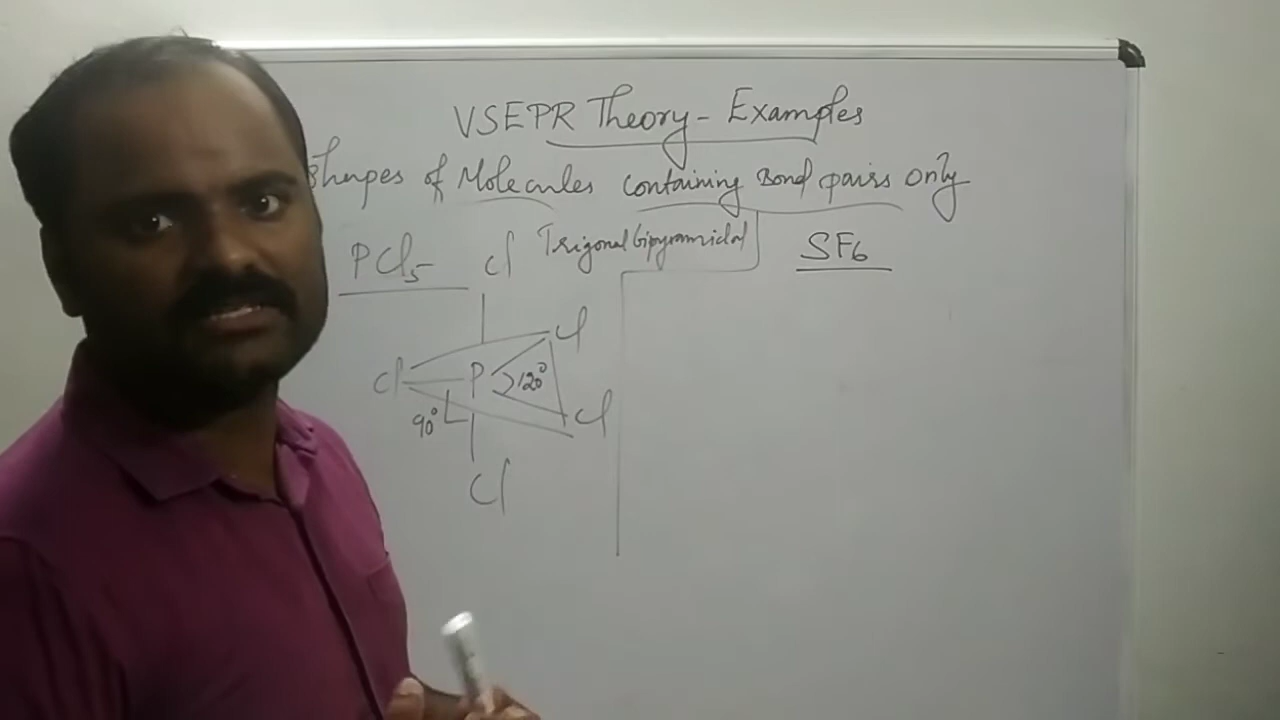 VSEPR Theory - Examples
Shapes of Molecules containing Bond pairs only
PCl5 Cl Trigonal bipyramidal SF6
Cl
Cl P 120°
90° Cl
Cl